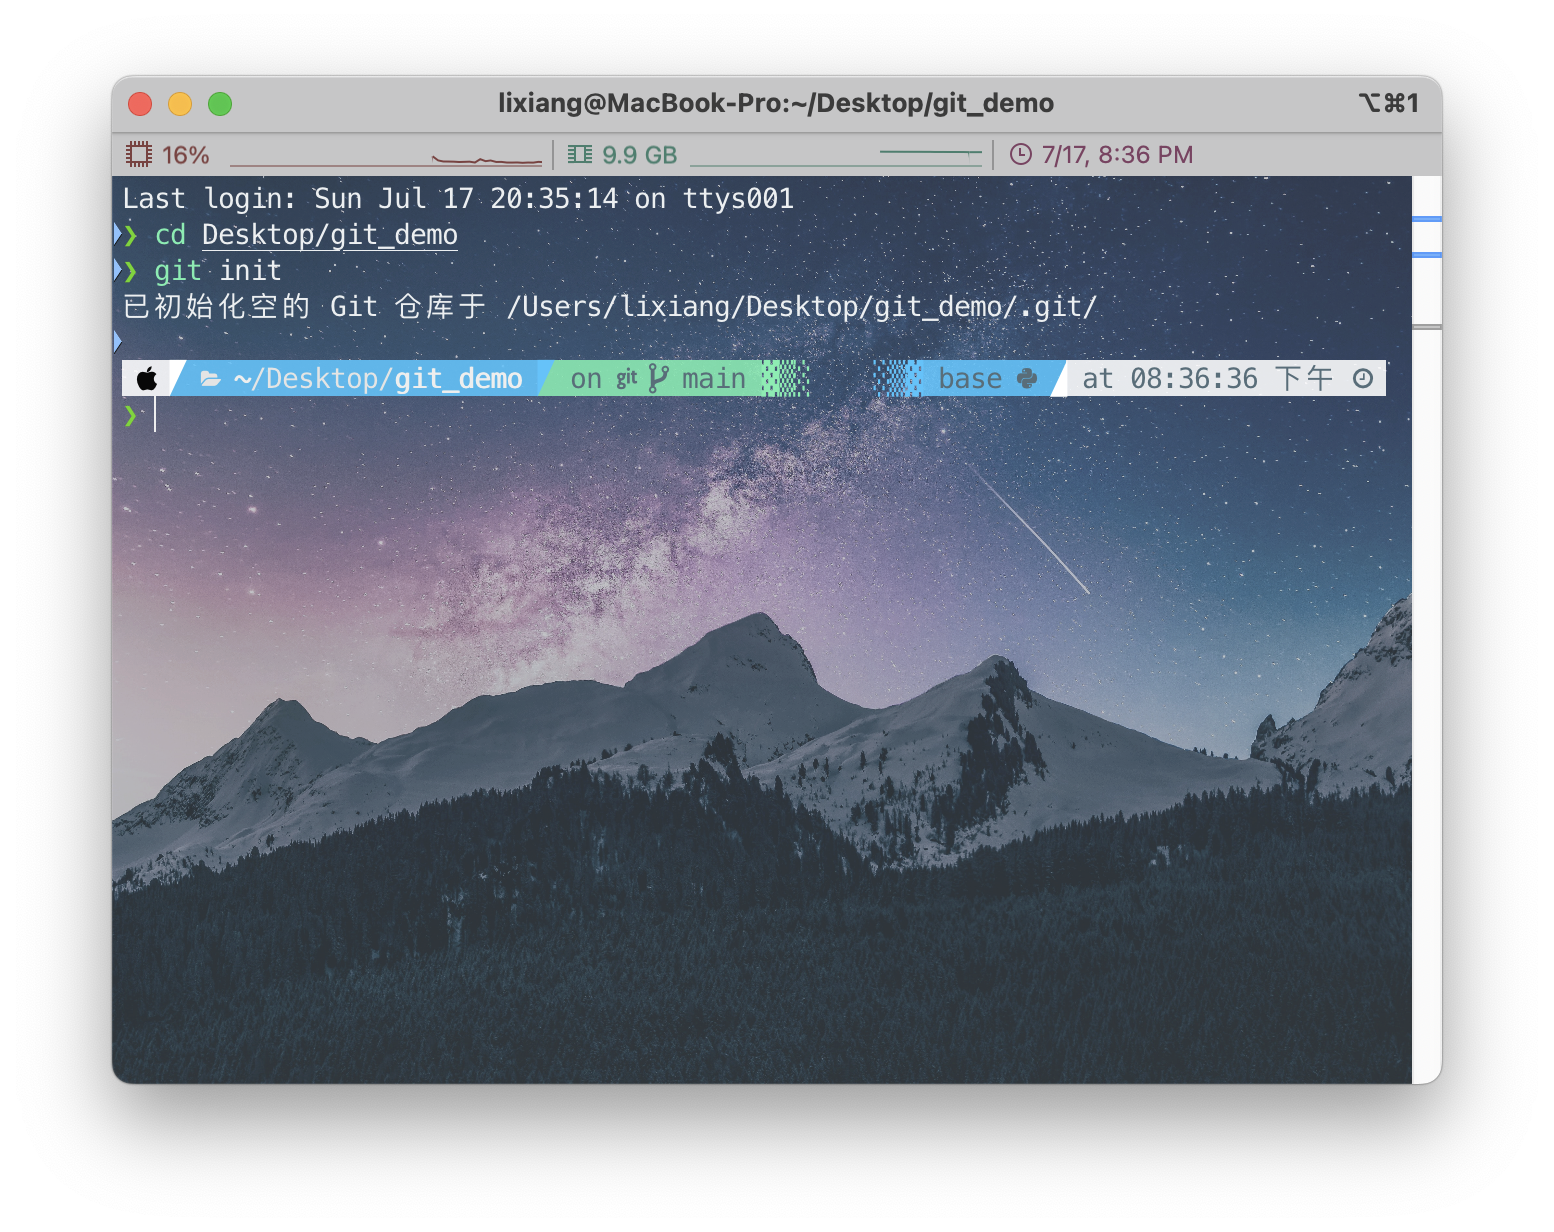 lixiang@MacBook-Pro:~/Desktop/git_demo ⌥⌘1
16% 9.9 GB 7/17, 8:36 PM
Last login: Sun Jul 17 20:35:14 on ttys001
❯ cd Desktop/git_demo
❯ git init
已初始化空的 Git 仓库于 /Users/lixiang/Desktop/git_demo/.git/
~/Desktop/git_demo on git main base at 08:36:36 下午
❯